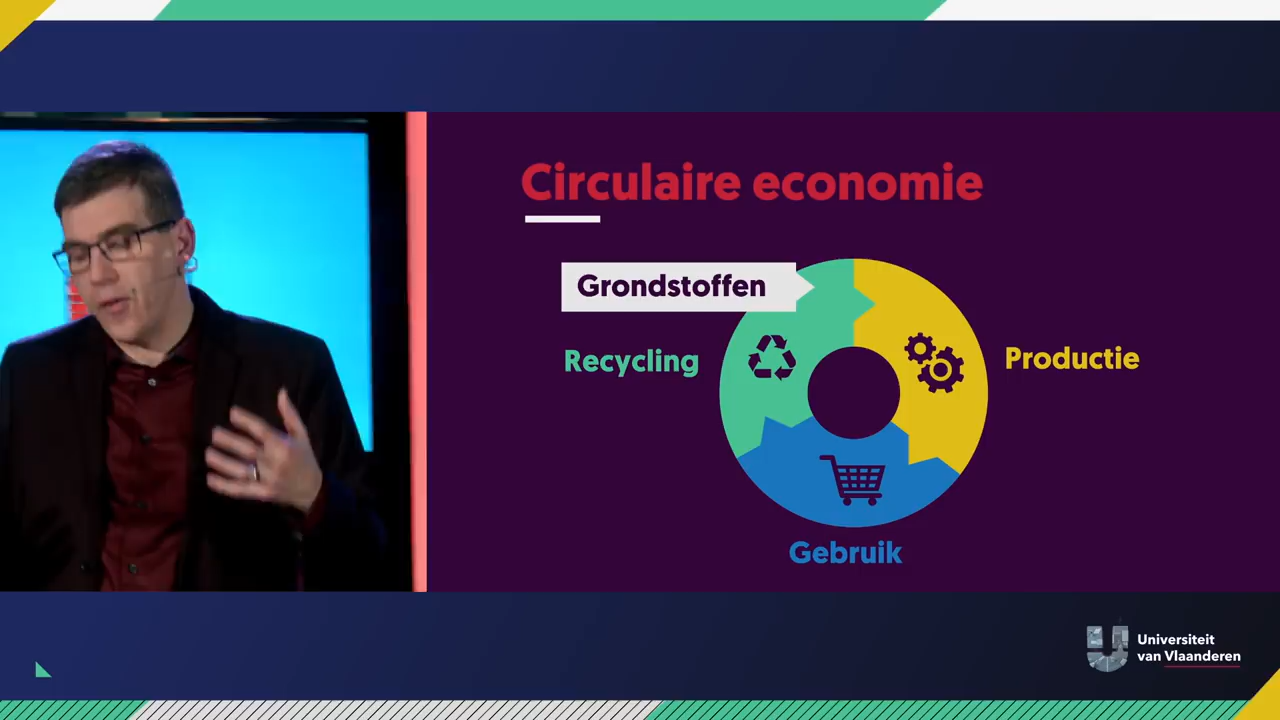 Circulaire economie
Grondstoffen
Recycling
Productie
Gebruik
Universiteit
van Vlaanderen